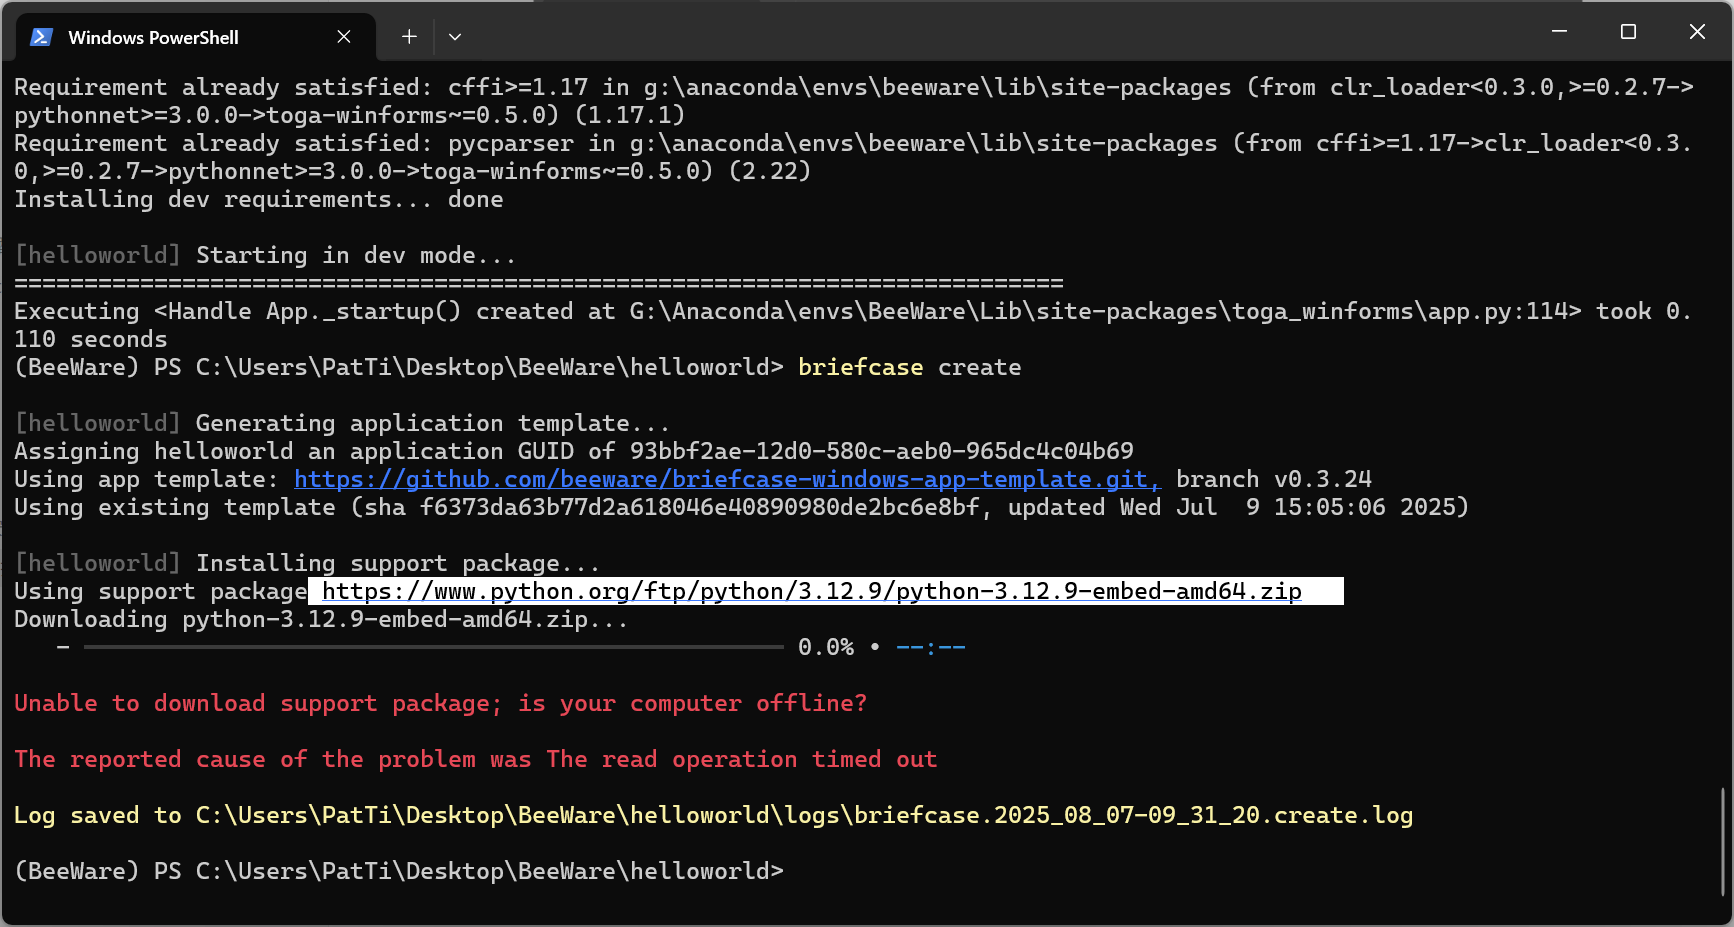 Windows PowerShell
Requirement already satisfied: cffi>=1.17 in g:\anaconda\envs\beeware\lib\site-packages (from clr_loader<0.3.0,>=0.2.7->
pythonnet>=3.0.0->toga-winforms~=0.5.0) (1.17.1)
Requirement already satisfied: pycparser in g:\anaconda\envs\beeware\lib\site-packages (from cffi>=1.17->clr_loader<0.3.
0,>=0.2.7->pythonnet>=3.0.0->toga-winforms~=0.5.0) (2.22)
Installing dev requirements... done
[helloworld] Starting in dev mode...
===========================================================================
Executing <Handle App._startup() created at G:\Anaconda\envs\BeeWare\Lib\site-packages\toga_winforms\app.py:114> took 0.
110 seconds
(BeeWare) PS C:\Users\PatTi\Desktop\BeeWare\helloworld> briefcase create
[helloworld] Generating application template...
Assigning helloworld an application GUID of 93bbf2ae-12d0-580c-aeb0-965dc4c04b69
Using app template: https://github.com/beeware/briefcase-windows-app-template.git, branch v0.3.24
Using existing template (sha f6373da63b77d2a618046e40890980de2bc6e8bf, updated Wed Jul  9 15:05:06 2025)
[helloworld] Installing support package...
Using support package https://www.python.org/ftp/python/3.12.9/python-3.12.9-embed-amd64.zip
Downloading python-3.12.9-embed-amd64.zip...
- 0.0% • --:--
Unable to download support package; is your computer offline?
The reported cause of the problem was The read operation timed out
Log saved to C:\Users\PatTi\Desktop\BeeWare\helloworld\logs\briefcase.2025_08_07-09_31_20.create.log
(BeeWare) PS C:\Users\PatTi\Desktop\BeeWare\helloworld>